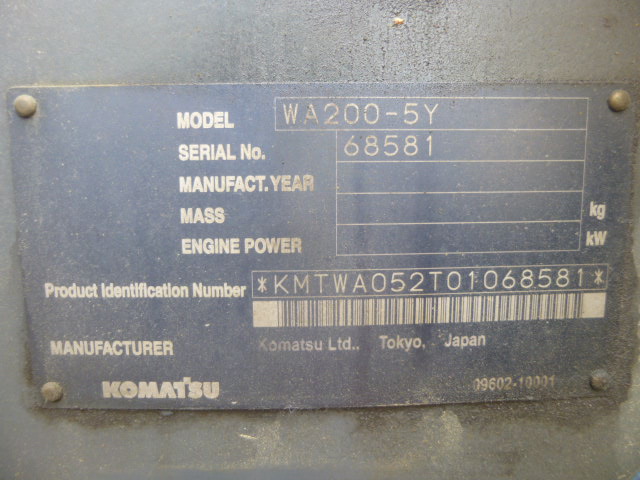 MODEL WA200-5Y
SERIAL No. 68581
MANUFACT.YEAR
MASS kg
ENGINE POWER kW
Product Identification Number *KMTWA052T01068581*
MANUFACTURER Komatsu Ltd., Tokyo, Japan
KOMATSU 09602-10001